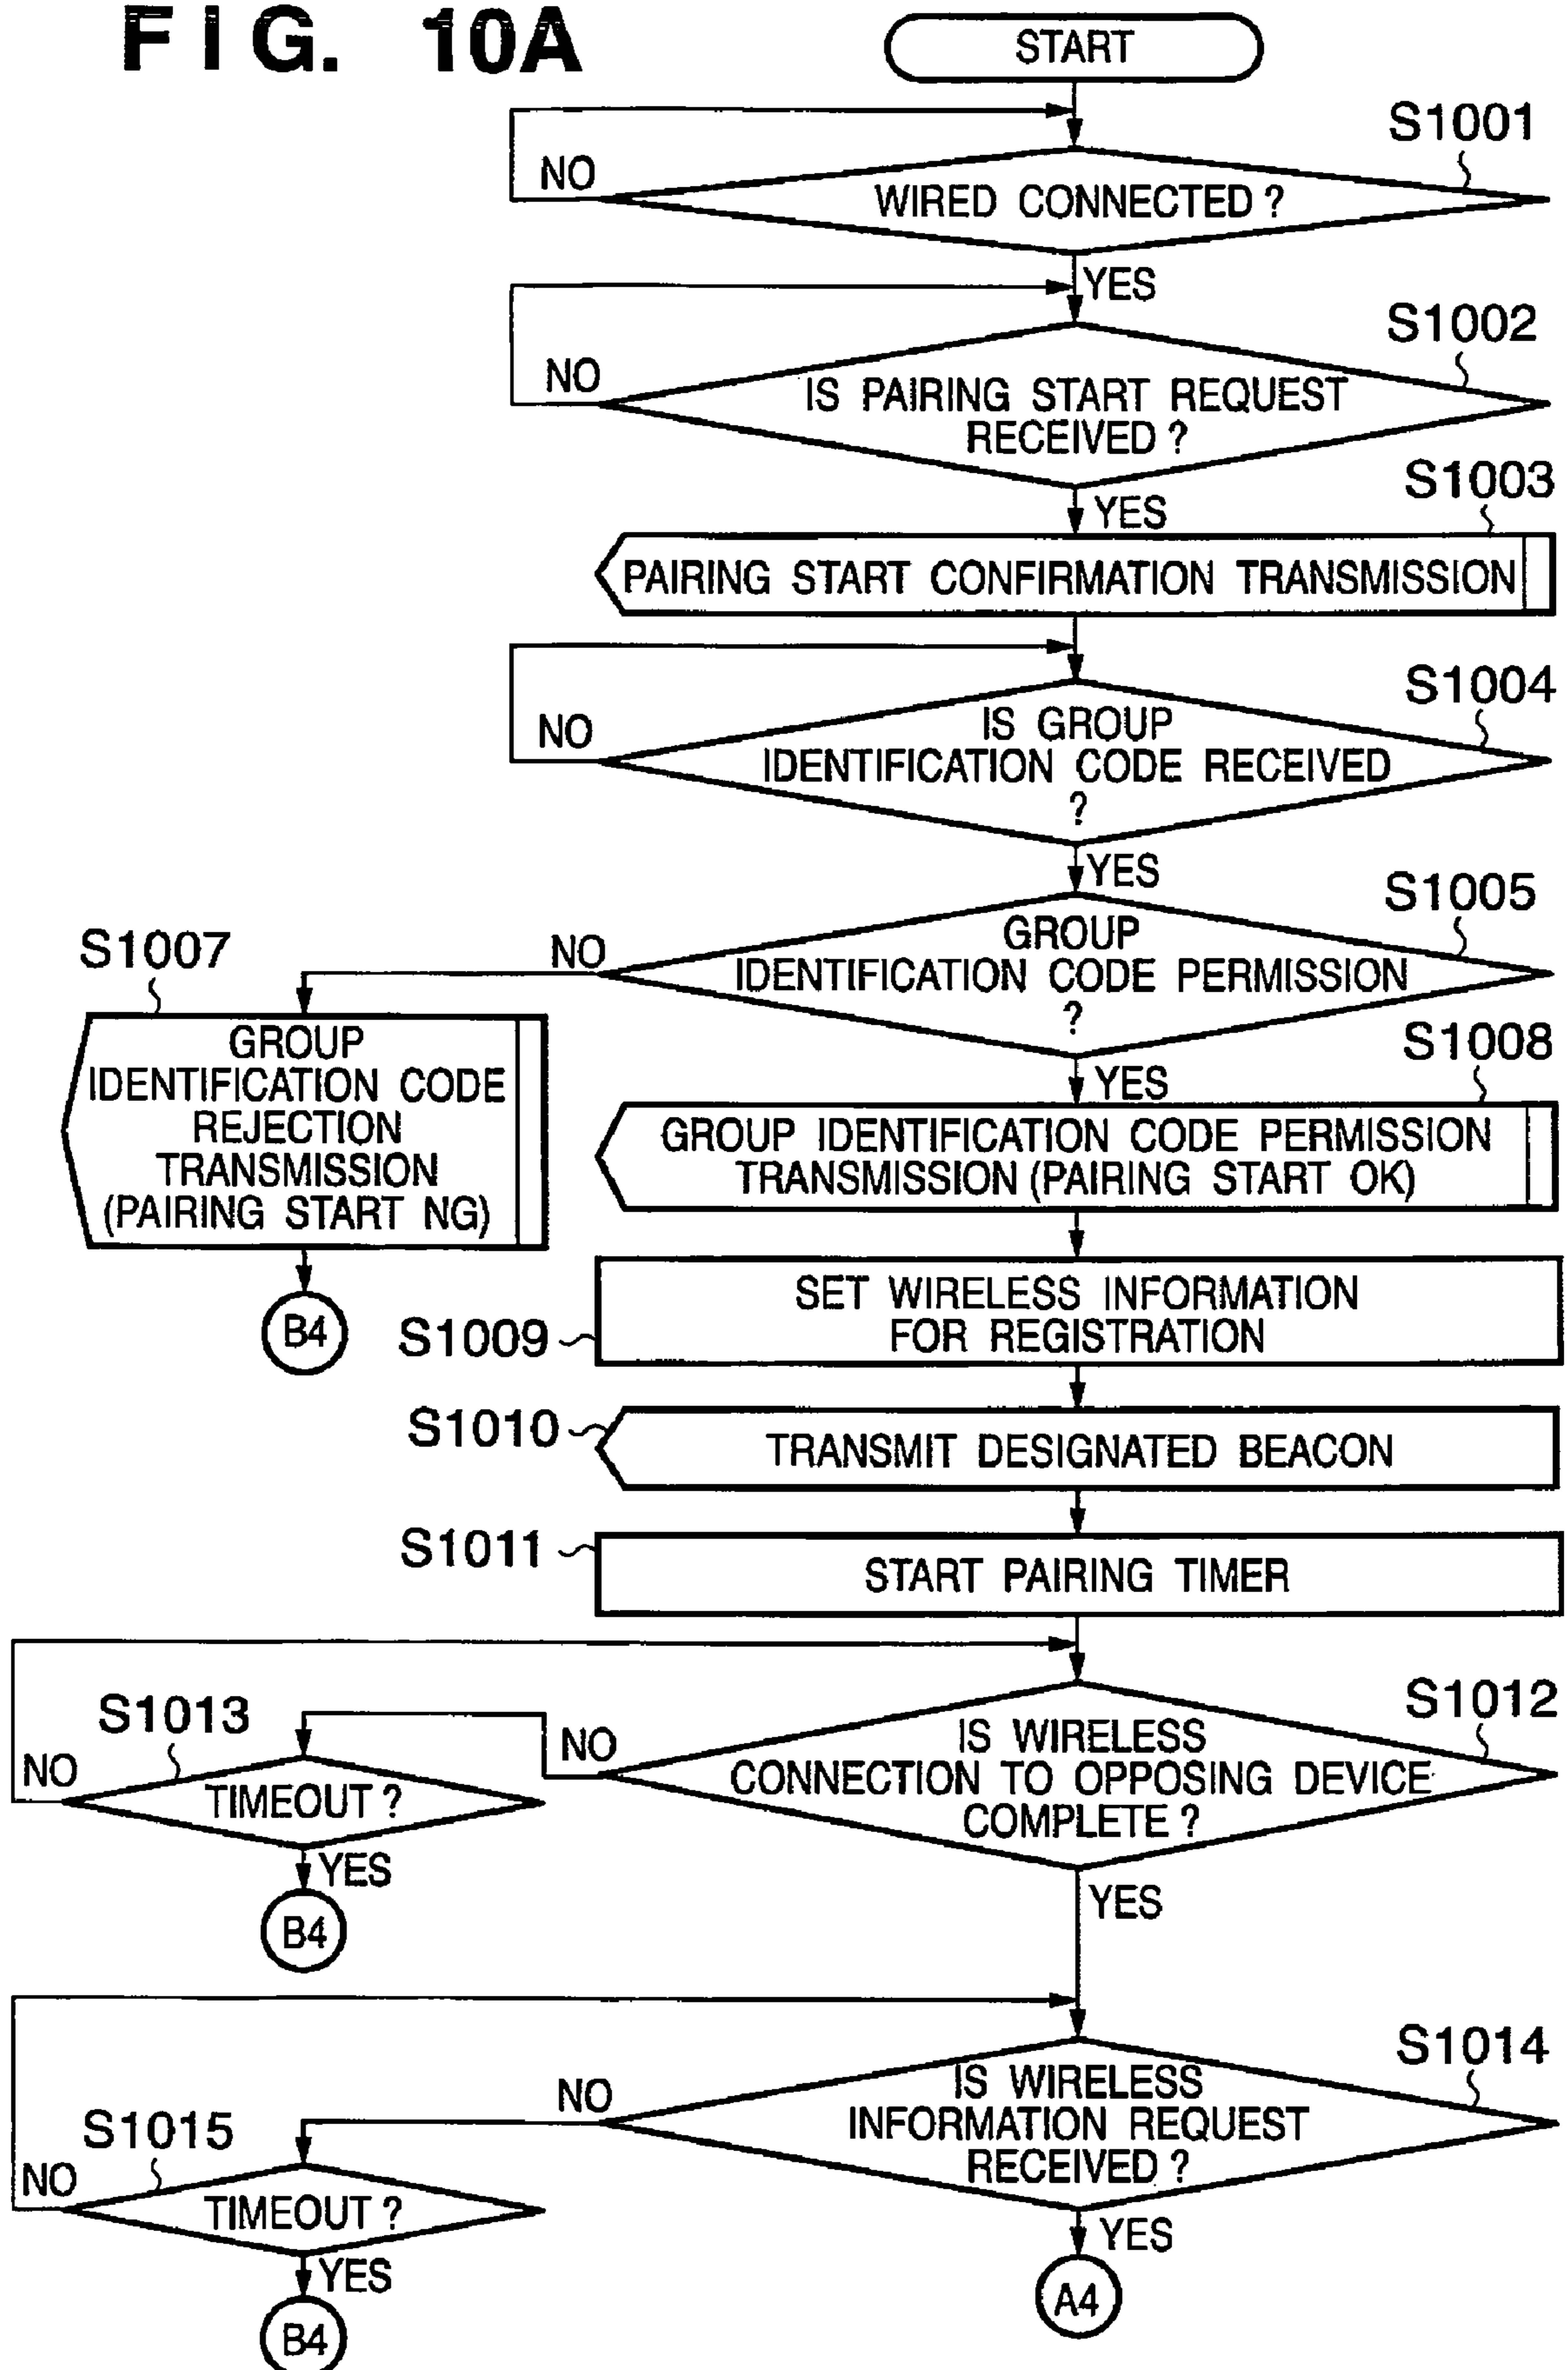 FIG. 10A
START
S1001
NO
WIRED CONNECTED ?
YES
S1002
NO
IS PAIRING START REQUEST
RECEIVED ?
S1003
YES
PAIRING START CONFIRMATION TRANSMISSION
S1004
NO
IS GROUP
IDENTIFICATION CODE RECEIVED
?
YES
S1005
NO
GROUP
IDENTIFICATION CODE PERMISSION
?
S1007
GROUP
IDENTIFICATION CODE
REJECTION
TRANSMISSION
(PAIRING START NG)
B4
YES
S1008
GROUP IDENTIFICATION CODE PERMISSION
TRANSMISSION (PAIRING START OK)
S1009
SET WIRELESS INFORMATION
FOR REGISTRATION
S1010
TRANSMIT DESIGNATED BEACON
S1011
START PAIRING TIMER
S1012
NO
IS WIRELESS
CONNECTION TO OPPOSING DEVICE
COMPLETE ?
S1013
NO
TIMEOUT ?
YES
B4
YES
S1014
NO
IS WIRELESS
INFORMATION REQUEST
RECEIVED ?
S1015
NO
TIMEOUT ?
YES
B4
YES
A4